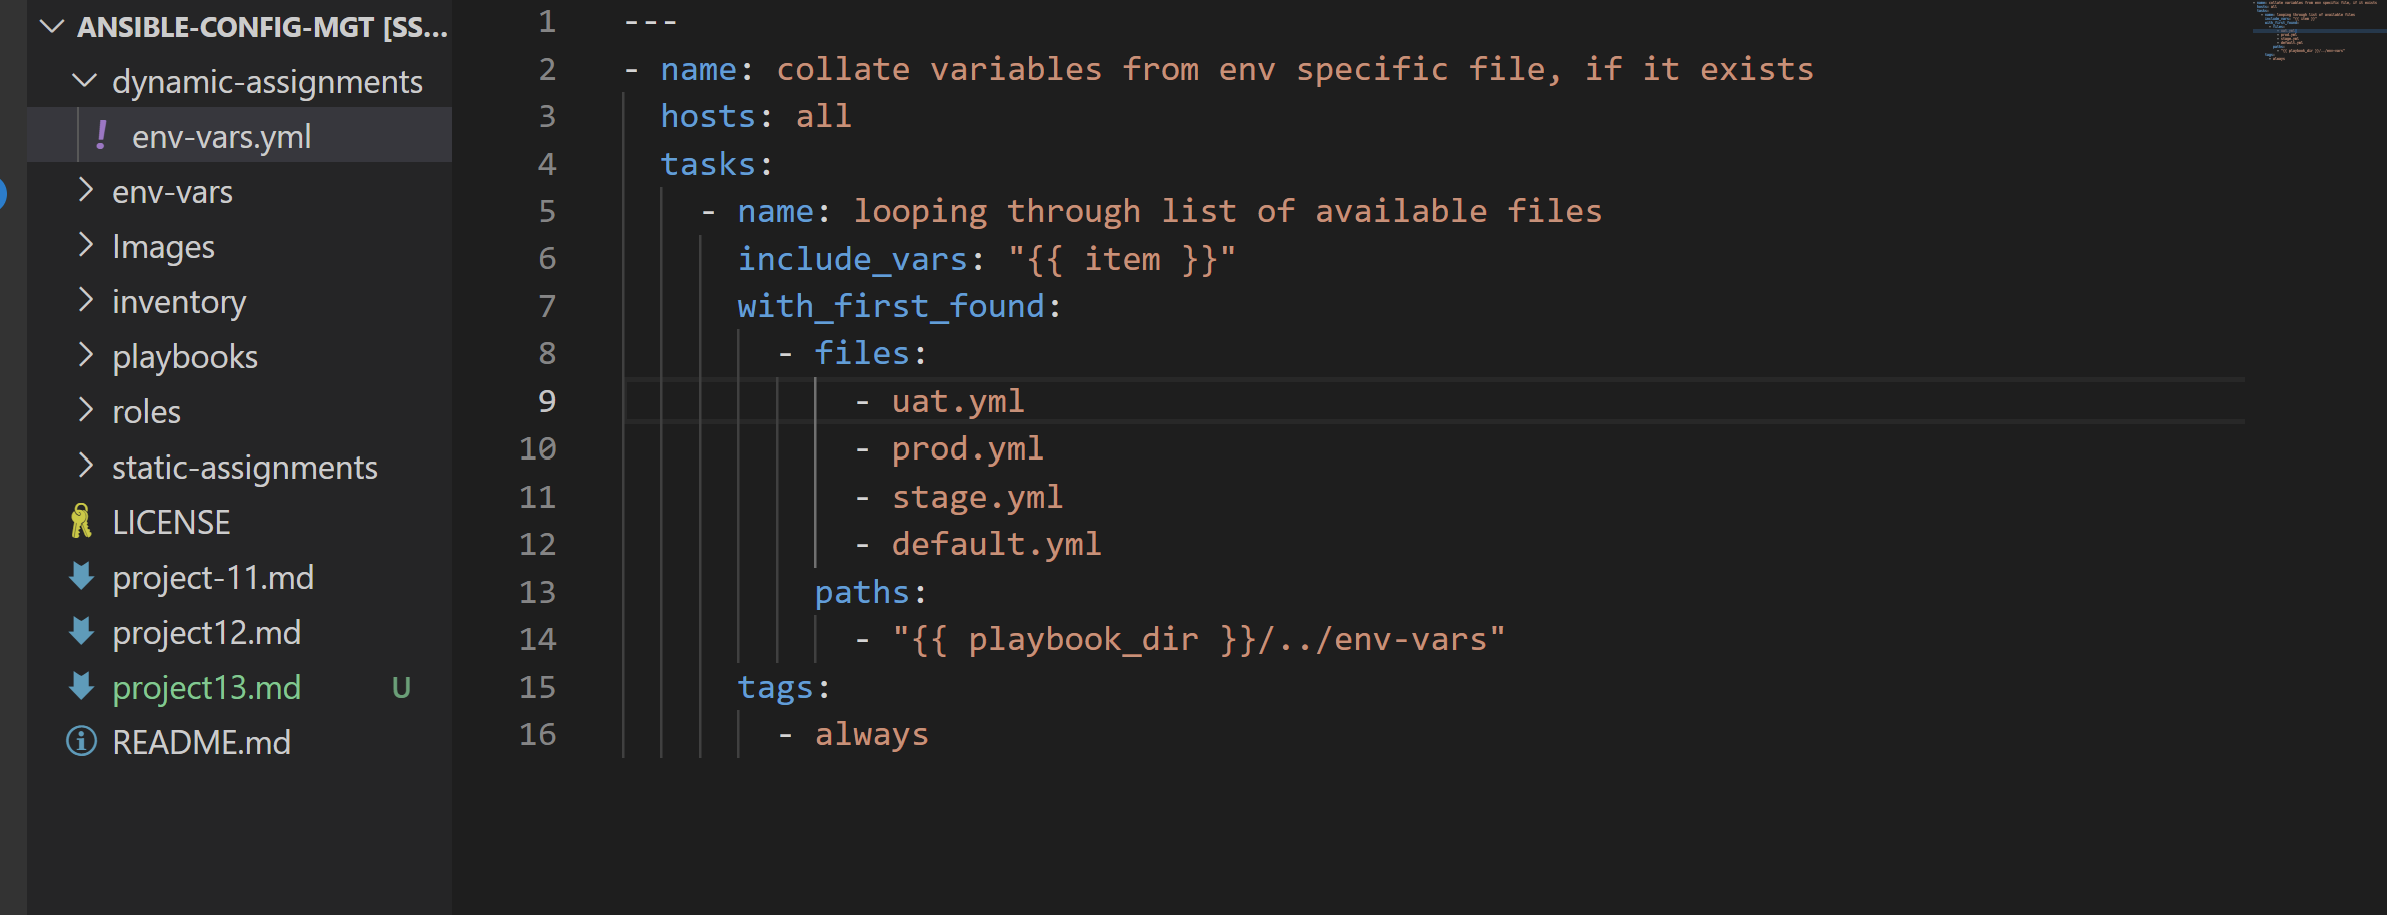 ANSIBLE-CONFIG-MGT [SS...
dynamic-assignments
! env-vars.yml
env-vars
Images
inventory
playbooks
roles
static-assignments
LICENSE
project-11.md
project12.md
project13.md U
README.md
1 ---
2 - name: collate variables from env specific file, if it exists
3 hosts: all
4 tasks:
5 - name: looping through list of available files
6 include_vars: "{{ item }}"
7 with_first_found:
8 - files:
9 - uat.yml
10 - prod.yml
11 - stage.yml
12 - default.yml
13 paths:
14 - "{{ playbook_dir }}/../env-vars"
15 tags:
16 - always